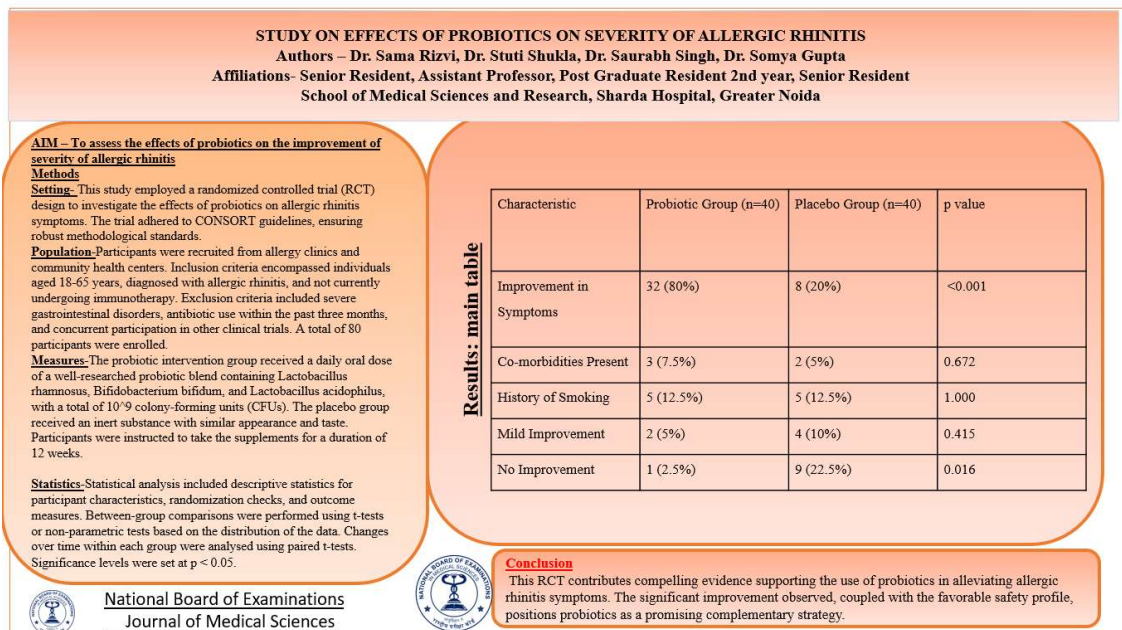 STUDY ON EFFECTS OF PROBIOTICS ON SEVERITY OF ALLERGIC RHINITIS
Authors – Dr. Sama Rizvi, Dr. Stuti Shukla, Dr. Saurabh Singh, Dr. Somya Gupta
Affiliations- Senior Resident, Assistant Professor, Post Graduate Resident 2nd year, Senior Resident
School of Medical Sciences and Research, Sharda Hospital, Greater Noida
AIM – To assess the effects of probiotics on the improvement of
severity of allergic rhinitis
Methods
Setting- This study employed a randomized controlled trial (RCT)
design to investigate the effects of probiotics on allergic rhinitis
symptoms. The trial adhered to CONSORT guidelines, ensuring
robust methodological standards.
Population-Participants were recruited from allergy clinics and
community health centers. Inclusion criteria encompassed individuals
aged 18-65 years, diagnosed with allergic rhinitis, and not currently
undergoing immunotherapy. Exclusion criteria included severe
gastrointestinal disorders, antibiotic use within the past three months,
and concurrent participation in other clinical trials. A total of 80
participants were enrolled.
Measures-The probiotic intervention group received a daily oral dose
of a well-researched probiotic blend containing Lactobacillus
rhamnosus, Bifidobacterium bifidum, and Lactobacillus acidophilus,
with a total of 10^9 colony-forming units (CFUs). The placebo group
received an inert substance with similar appearance and taste.
Participants were instructed to take the supplements for a duration of
12 weeks.
Statistics-Statistical analysis included descriptive statistics for
participant characteristics, randomization checks, and outcome
measures. Between-group comparisons were performed using t-tests
or non-parametric tests based on the distribution of the data. Changes
over time within each group were analysed using paired t-tests.
Significance levels were set at p < 0.05.
Results: main table
Characteristic Probiotic Group (n=40) Placebo Group (n=40) p value
Improvement in 32 (80%) 8 (20%) <0.001
Symptoms
Co-morbidities Present 3 (7.5%) 2 (5%) 0.672
History of Smoking 5 (12.5%) 5 (12.5%) 1.000
Mild Improvement 2 (5%) 4 (10%) 0.415
No Improvement 1 (2.5%) 9 (22.5%) 0.016
Conclusion
This RCT contributes compelling evidence supporting the use of probiotics in alleviating allergic
rhinitis symptoms. The significant improvement observed, coupled with the favorable safety profile,
positions probiotics as a promising complementary strategy.
National Board of Examinations
Journal of Medical Sciences
NATIONAL BOARD OF EXAMINATIONS
IN MEDICAL SCIENCES